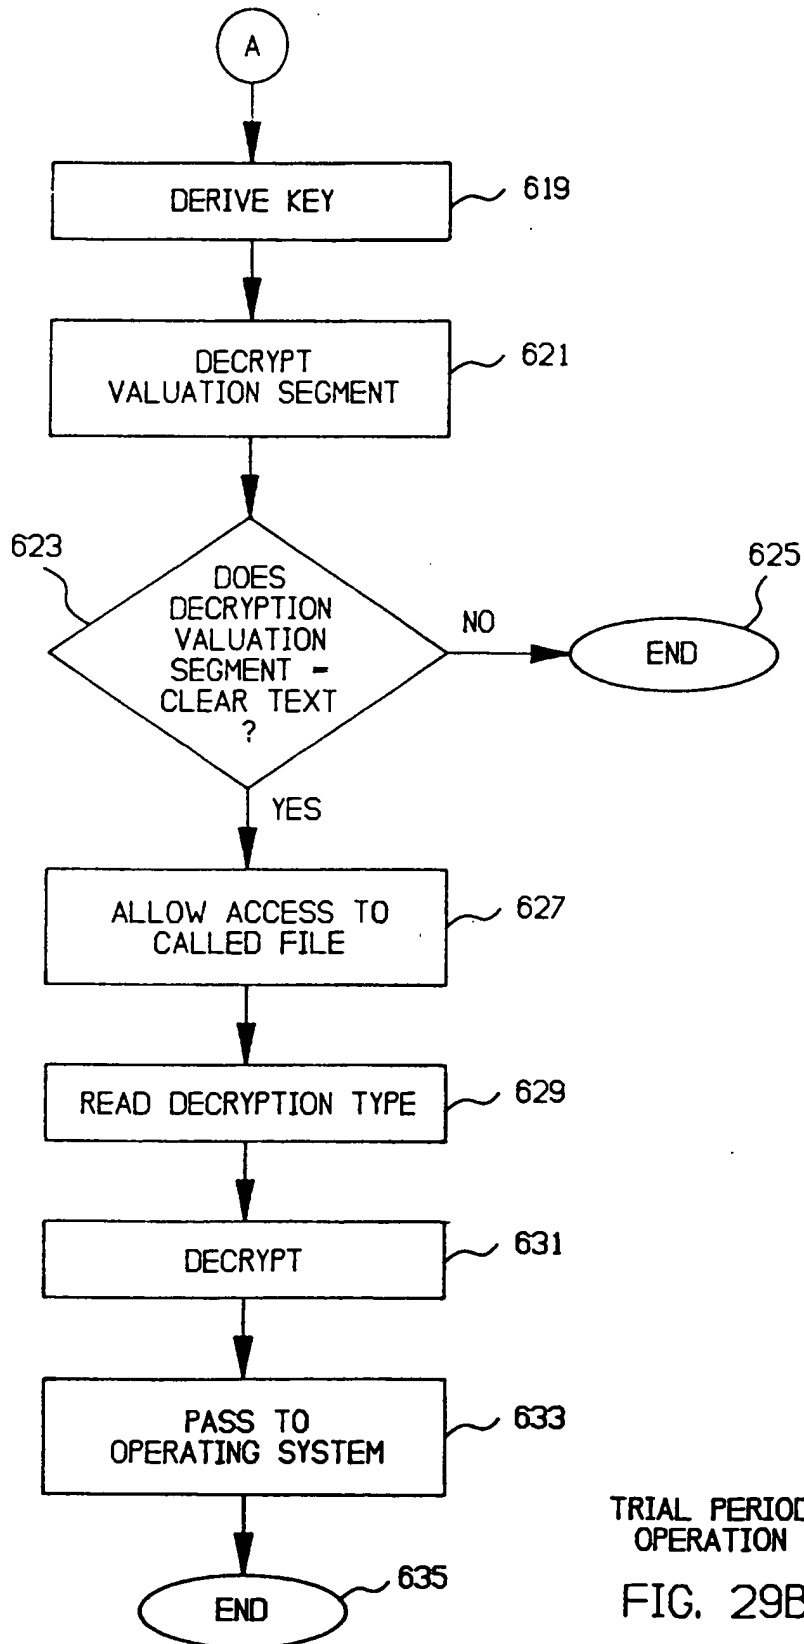 A
DERIVE KEY
619
DECRYPT
VALUATION SEGMENT
621
623
DOES
DECRYPTION
VALUATION
SEGMENT =
CLEAR TEXT
?
NO
625
END
YES
ALLOW ACCESS TO
CALLED FILE
627
READ DECRYPTION TYPE
629
DECRYPT
631
PASS TO
OPERATING SYSTEM
633
END
635
TRIAL PERIOD
OPERATION
FIG. 29B